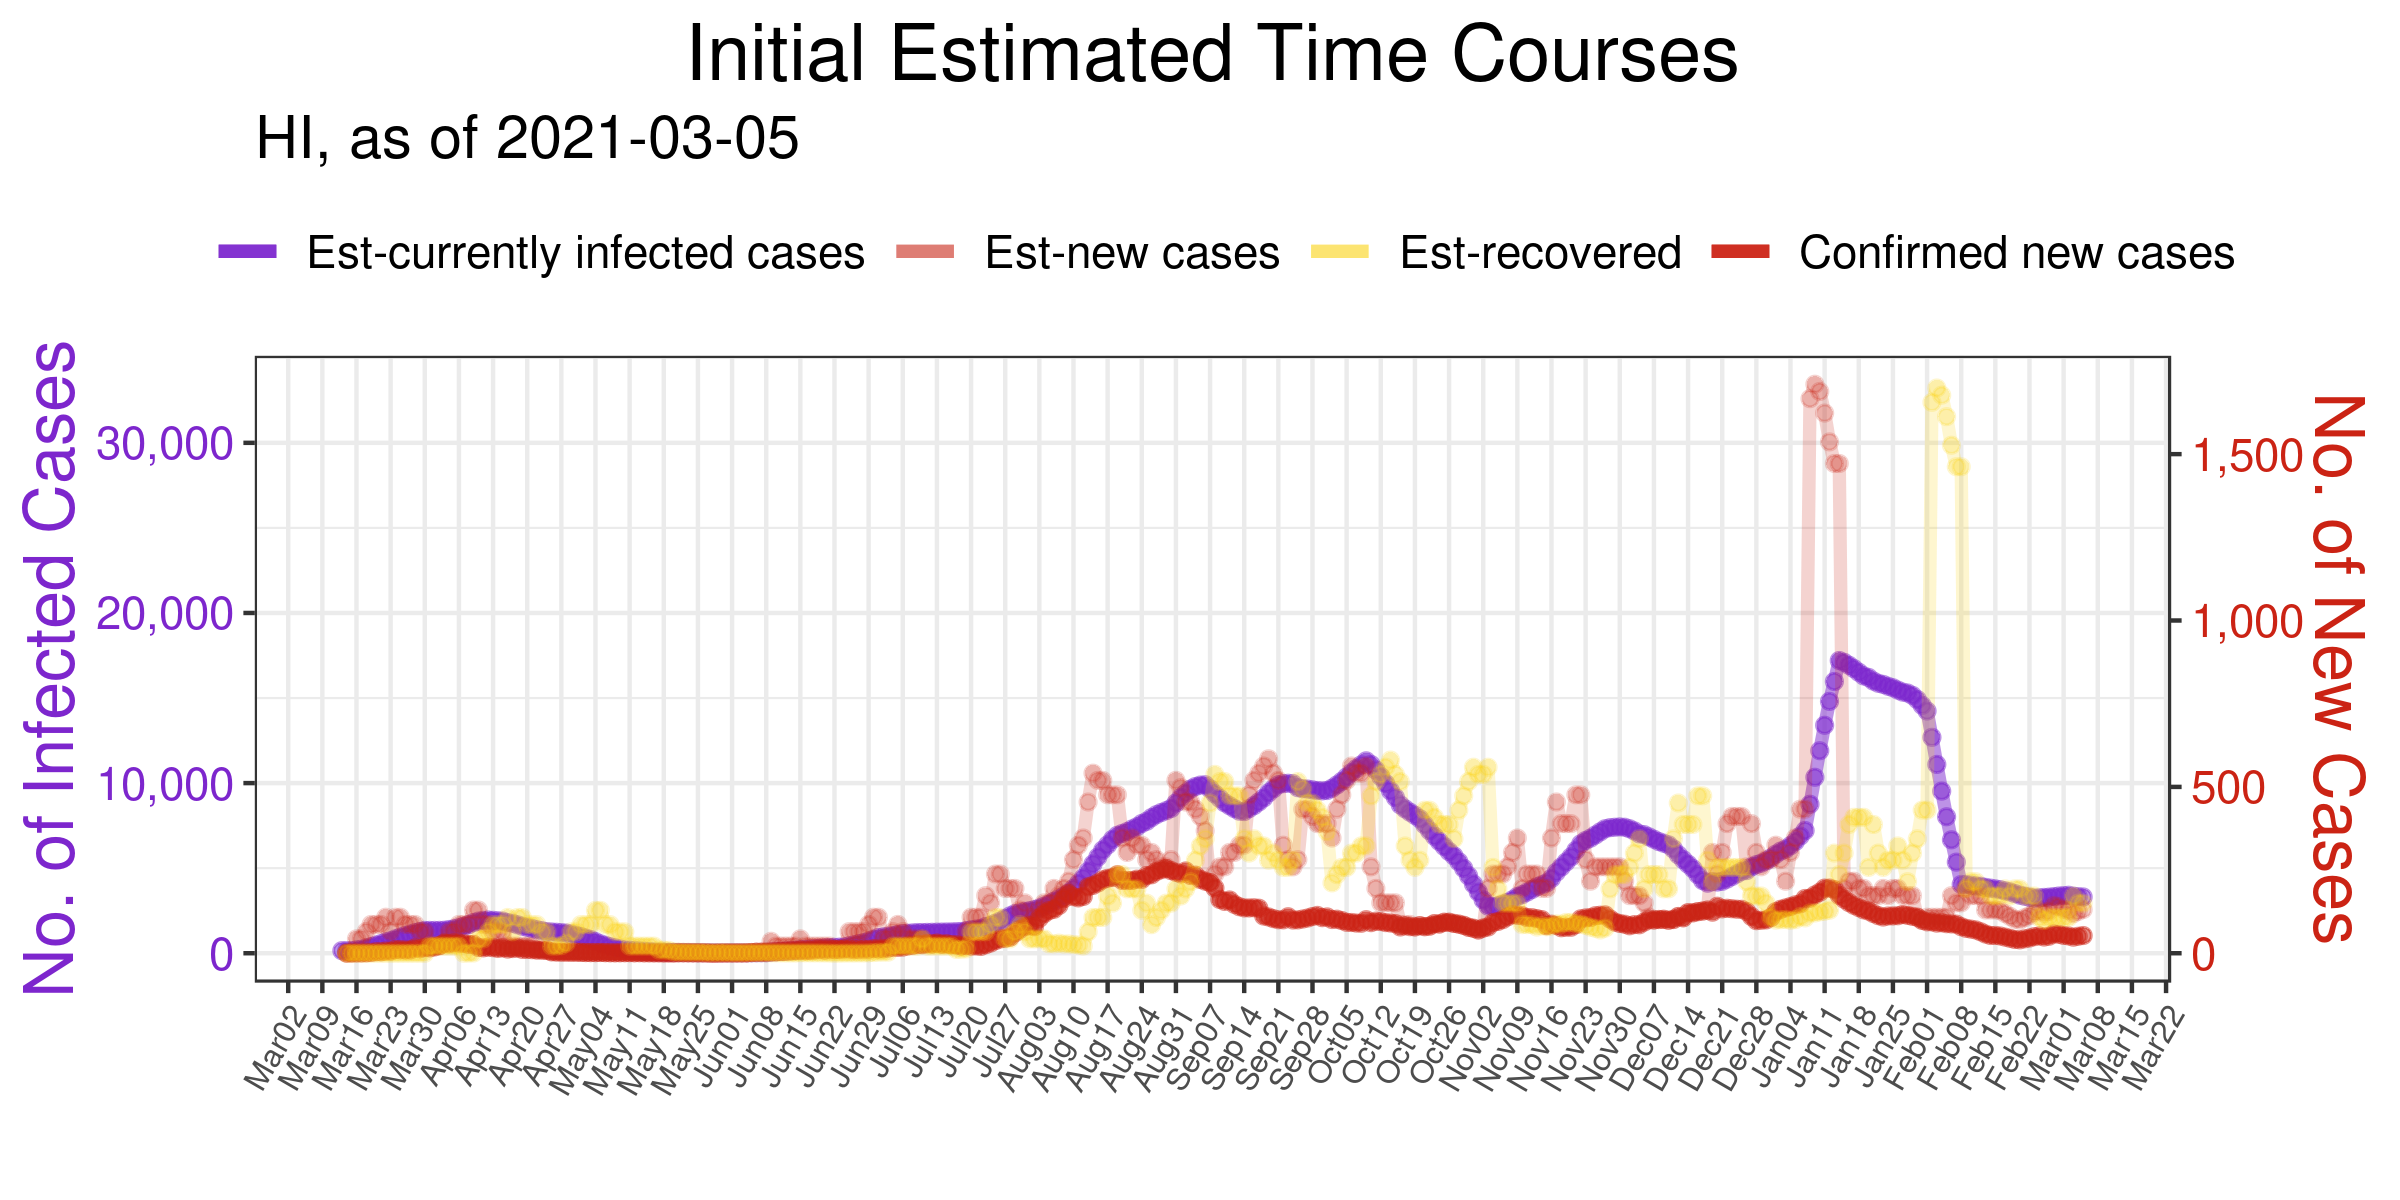 Initial Estimated Time Courses
HI, as of 2021-03-05
Est-currently infected cases Est-new cases Est-recovered Confirmed new cases
No. of Infected Cases
30,000
20,000
10,000
0
1,500
1,000
500
0
No. of New Cases
Mar02 Mar09 Mar16 Mar23 Mar30 Apr06 Apr13 Apr20 Apr27 May04 May11 May18 May25 Jun01 Jun08 Jun15 Jun22 Jun29 Jul06 Jul13 Jul20 Jul27 Aug03 Aug10 Aug17 Aug24 Aug31 Sep07 Sep14 Sep21 Sep28 Oct05 Oct12 Oct19 Oct26 Nov02 Nov09 Nov16 Nov23 Nov30 Dec07 Dec14 Dec21 Dec28 Jan04 Jan11 Jan18 Jan25 Feb01 Feb08 Feb15 Feb22 Mar01 Mar08 Mar15 Mar22